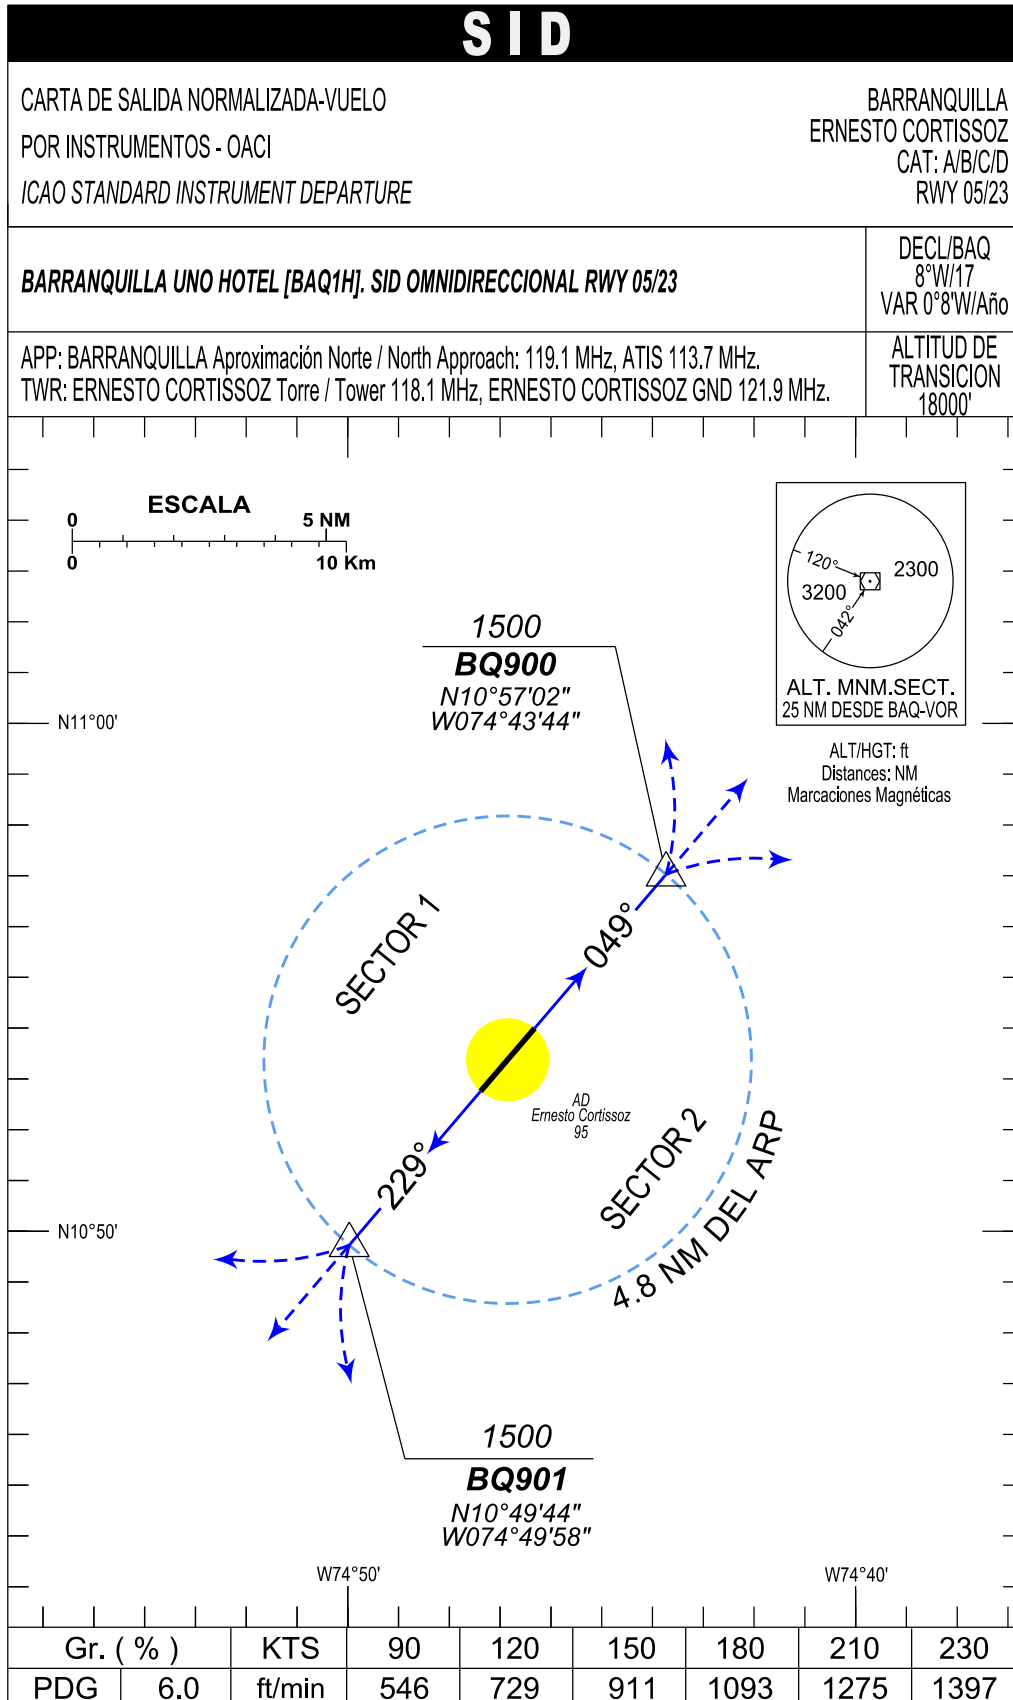 SID
CARTA DE SALIDA NORMALIZADA-VUELO
POR INSTRUMENTOS - OACI
ICAO STANDARD INSTRUMENT DEPARTURE
BARRANQUILLA
ERNESTO CORTISSOZ
CAT: A/B/C/D
RWY 05/23
BARRANQUILLA UNO HOTEL [BAQ1H]. SID OMNIDIRECCIONAL RWY 05/23
DECL/BAQ
8°W/17
VAR 0°8'W/Año
APP: BARRANQUILLA Aproximación Norte / North Approach: 119.1 MHz, ATIS 113.7 MHz.
TWR: ERNESTO CORTISSOZ Torre / Tower 118.1 MHz, ERNESTO CORTISSOZ GND 121.9 MHz.
ALTITUD DE
TRANSICION
18000'
ESCALA
0 5 NM
0 10 Km
120°
2300
3200
042°
ALT. MNM.SECT.
25 NM DESDE BAQ-VOR
ALT/HGT: ft
Distances: NM
Marcaciones Magnéticas
1500
BQ900
N10°57'02"
W074°43'44"
N11°00'
SECTOR 1
049°
AD
Ernesto Cortissoz
95
SECTOR 2
4.8 NM DEL ARP
229°
N10°50'
1500
BQ901
N10°49'44"
W074°49'58"
W74°50'
W74°40'
Gr. ( % ) KTS 90 120 150 180 210 230
PDG 6.0 ft/min 546 729 911 1093 1275 1397